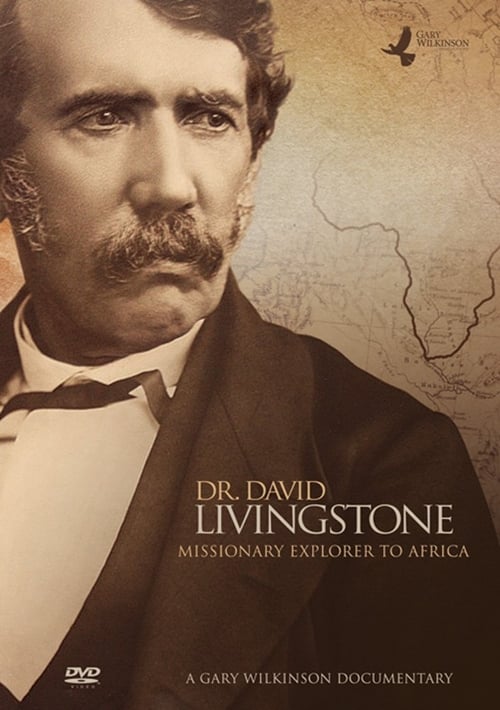 GARY
WILKINSON
DR. DAVID
LIVINGSTONE
MISSIONARY EXPLORER TO AFRICA
DVD
VIDEO
A GARY WILKINSON DOCUMENTARY